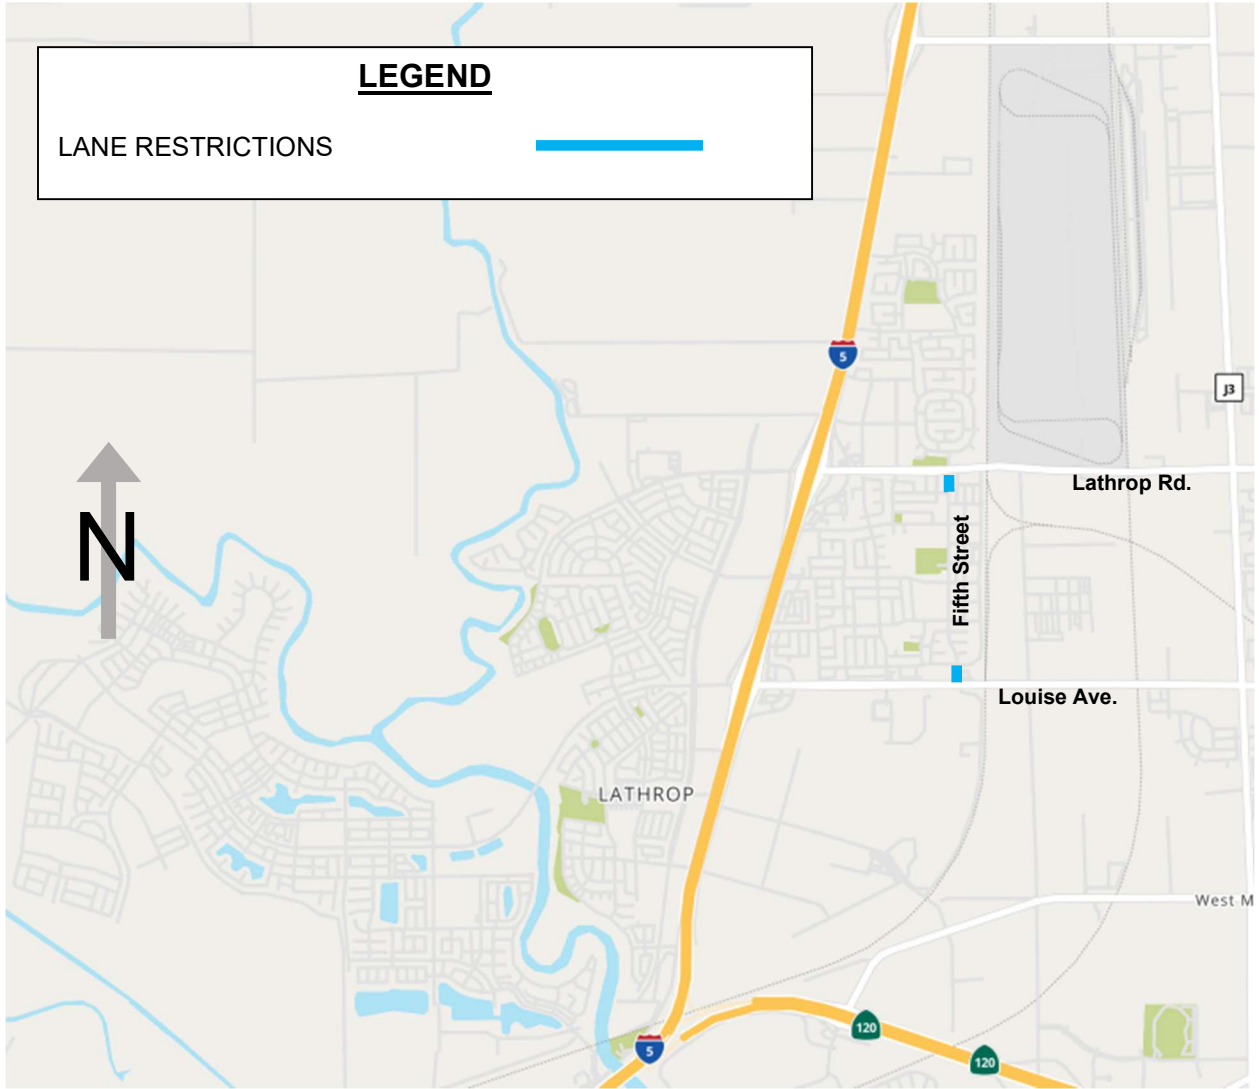 LEGEND
LANE RESTRICTIONS
5
J3
Lathrop Rd.
N
Fifth Street
Louise Ave.
LATHROP
West M
120
5
120